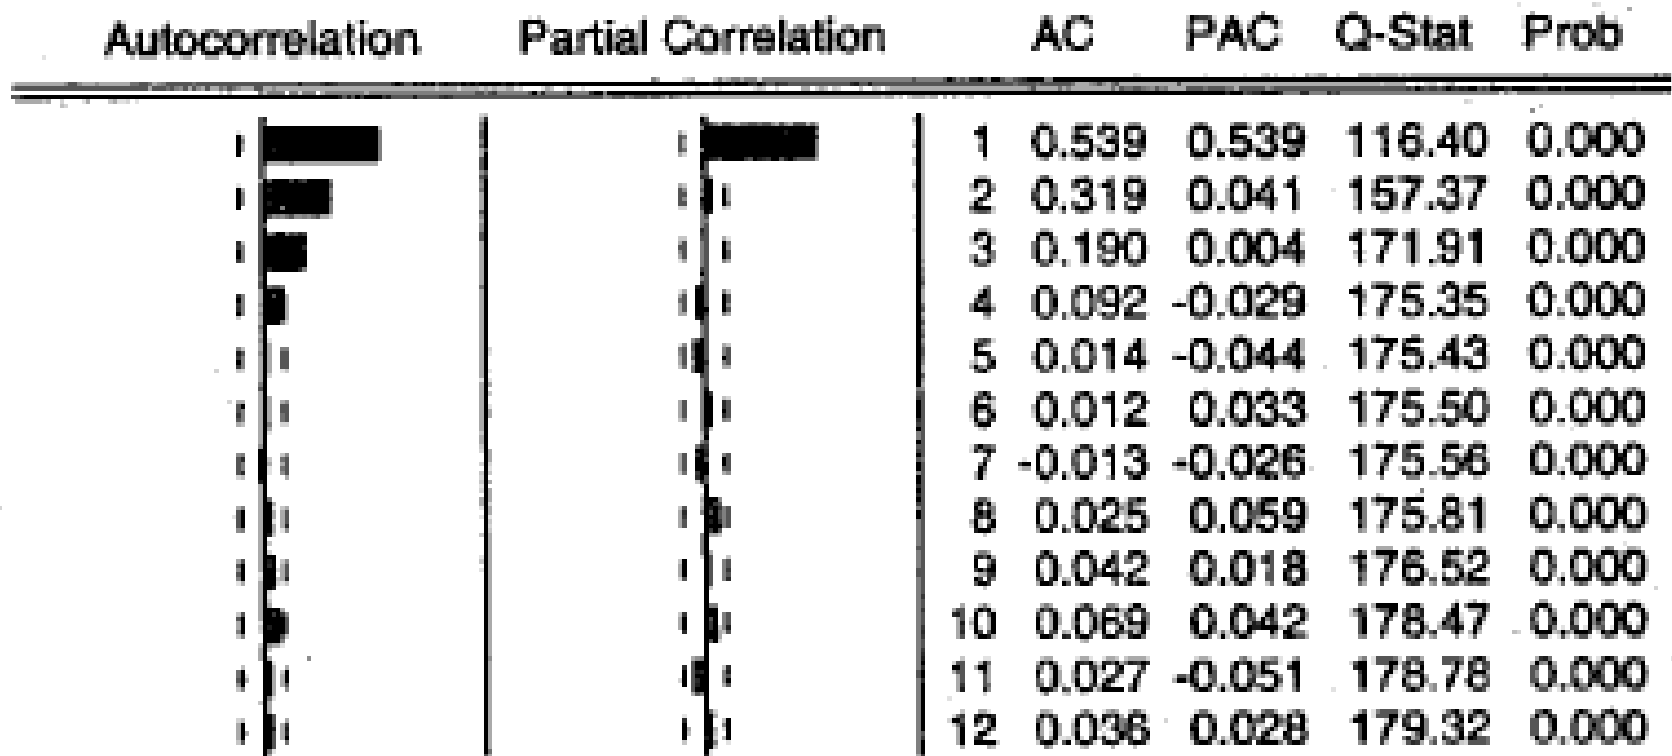 Autocorrelation Partial Correlation AC PAC Q-Stat Prob
1 0.539 0.539 116.40 0.000
2 0.319 0.041 157.37 0.000
3 0.190 0.004 171.91 0.000
4 0.092 -0.029 175.35 0.000
5 0.014 -0.044 175.43 0.000
6 0.012 0.033 175.50 0.000
7 -0.013 -0.026 175.56 0.000
8 0.025 0.059 175.81 0.000
9 0.042 0.018 176.52 0.000
10 0.069 0.042 178.47 0.000
11 0.027 -0.051 178.78 0.000
12 0.036 0.028 179.32 0.000